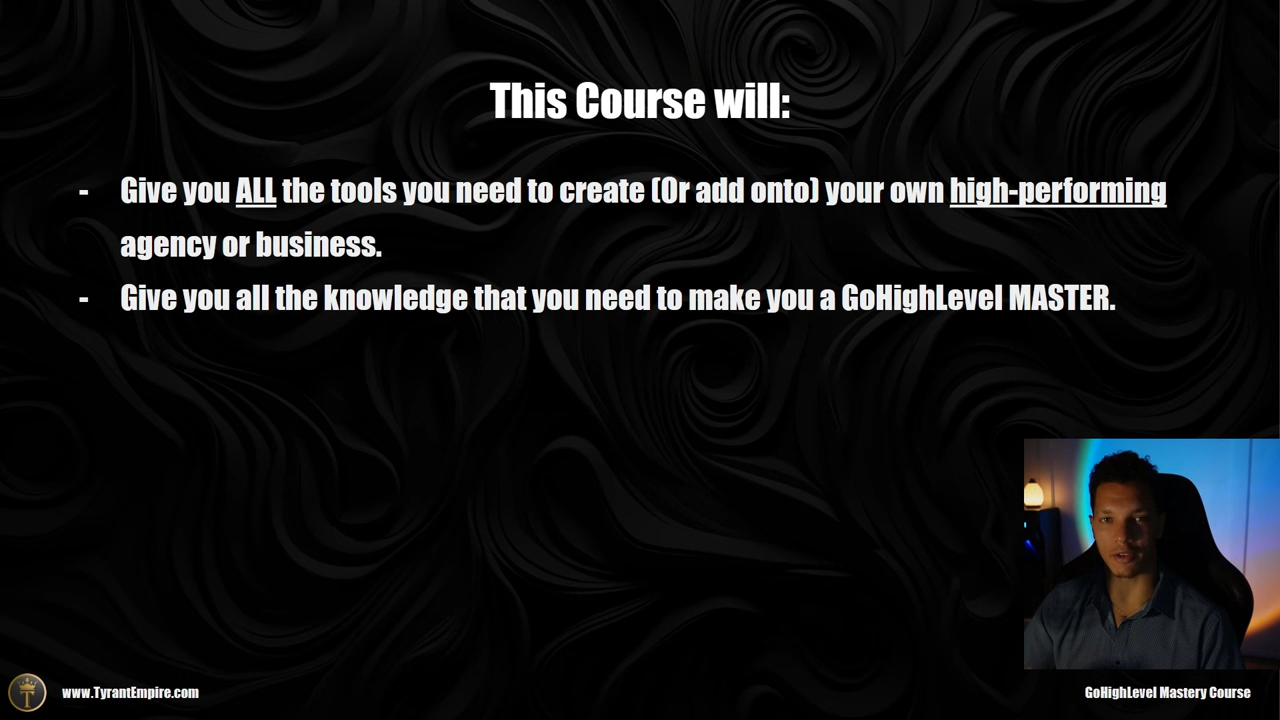 This Course will:
- Give you ALL the tools you need to create (Or add onto) your own high-performing
agency or business.
- Give you all the knowledge that you need to make you a GoHighLevel MASTER.
www.TyrantEmpire.com
GoHighLevel Mastery Course